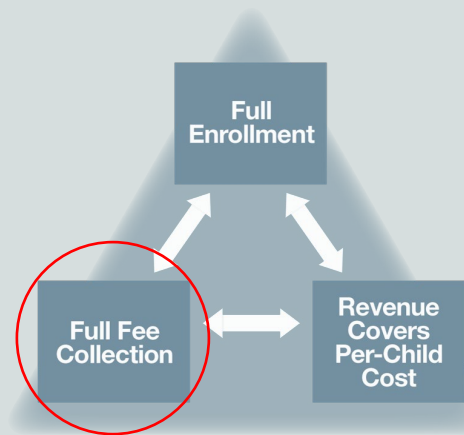 Full
Enrollment
Full Fee
Collection
Revenue
Covers
Per-Child
Cost